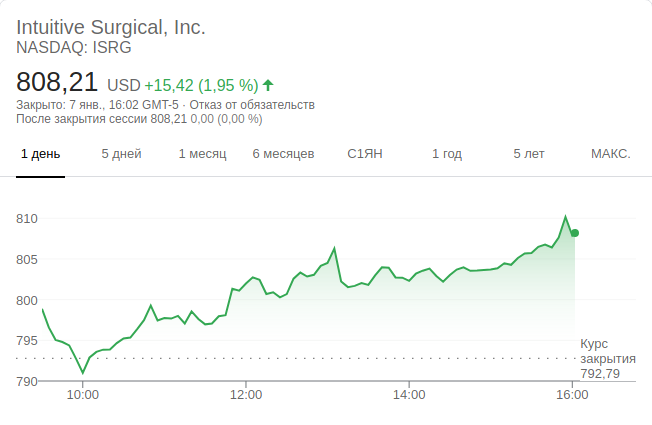 Intuitive Surgical, Inc.
NASDAQ: ISRG
808,21 USD +15,42 (1,95 %)
Закрыто: 7 янв., 16:02 GMT-5 · Отказ от обязательств
После закрытия сессии 808,21 0,00 (0,00 %)
1 день 5 дней 1 месяц 6 месяцев С1ЯН 1 год 5 лет МАКС.
810
805
800
795
790
Курс
закрытия
792,79
10:00 12:00 14:00 16:00